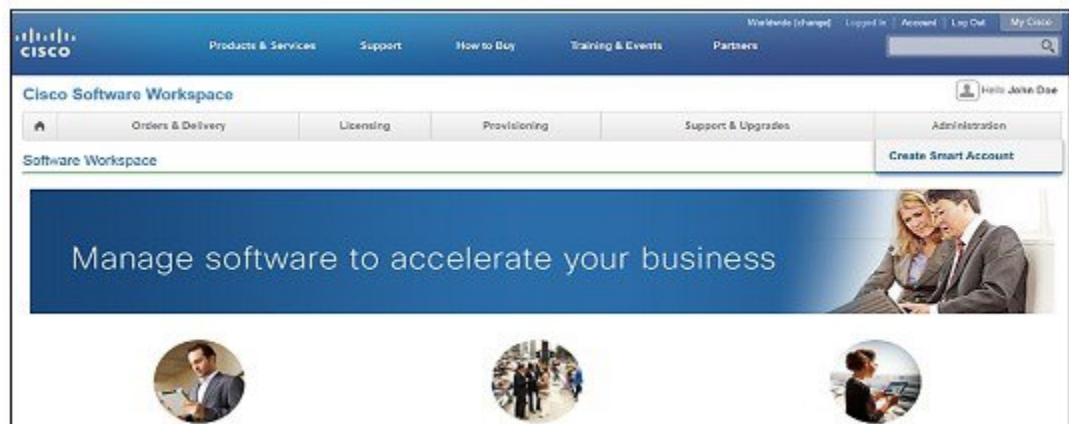 Worldwide [change] Logged In | Account | Log Out My Cisco
CISCO
Products & Services Support How to Buy Training & Events Partners
Cisco Software Workspace
Hello John Doe
Orders & Delivery Licensing Provisioning Support & Upgrades Administration
Software Workspace
Create Smart Account
Manage software to accelerate your business